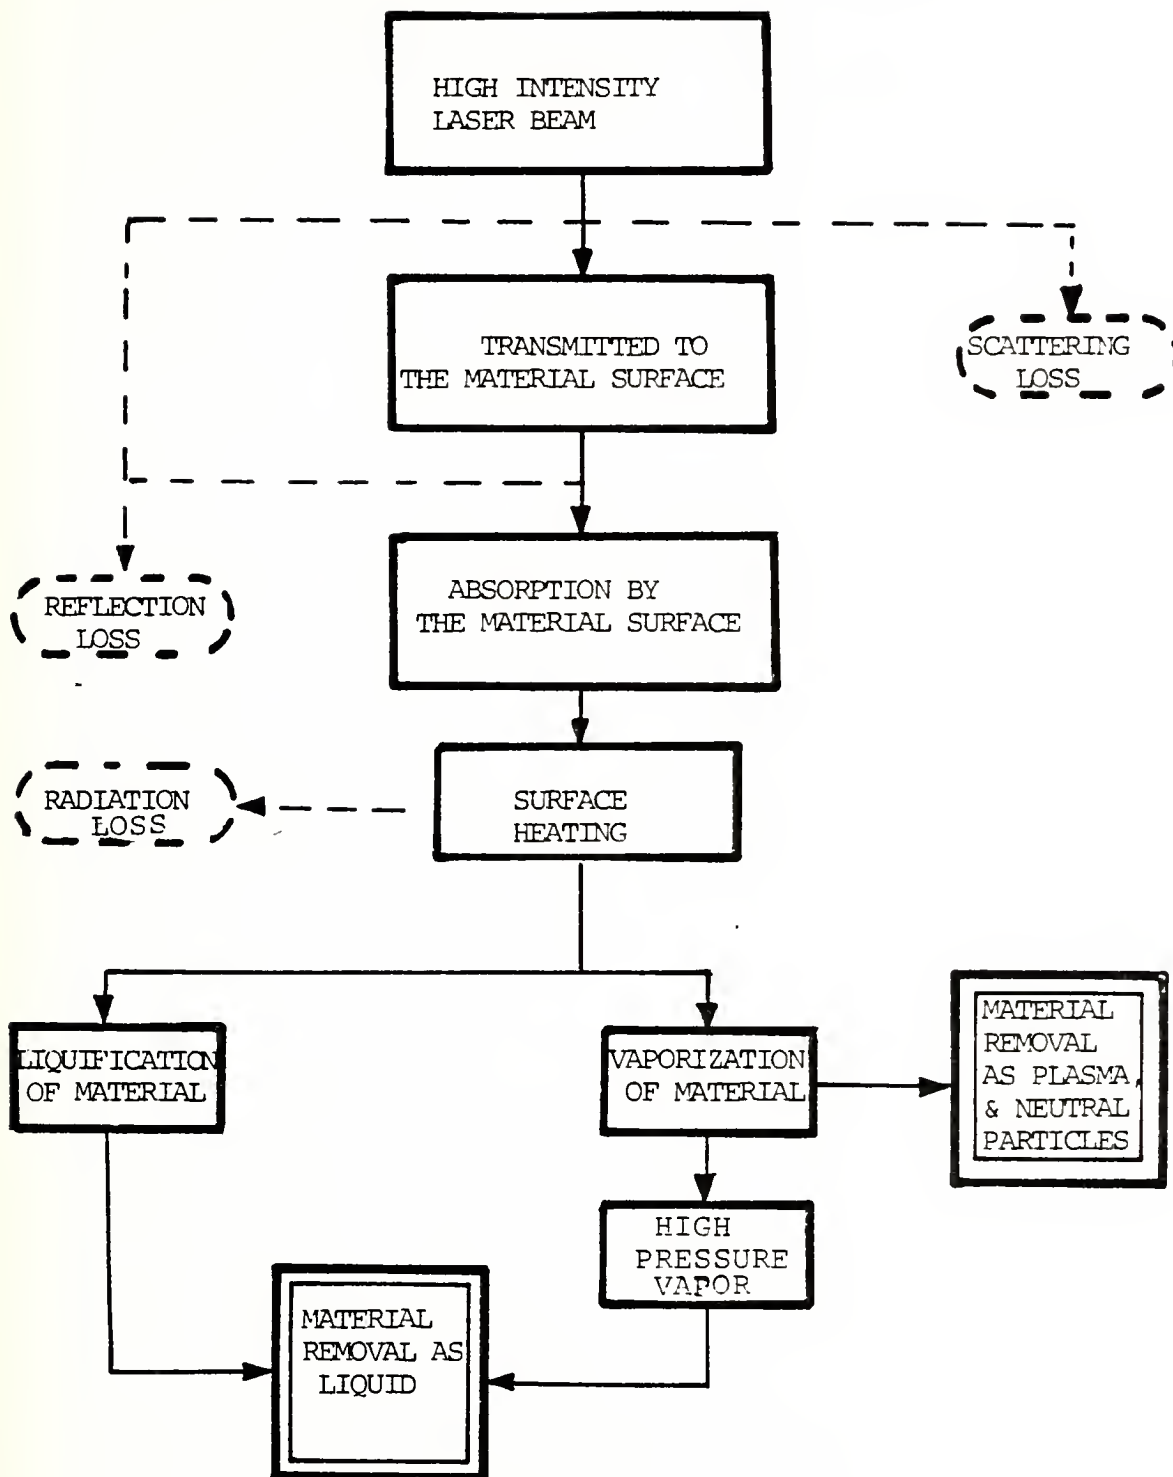 HIGH INTENSITY
LASER BEAM
TRANSMITTED TO
THE MATERIAL SURFACE
SCATTERING
LOSS
ABSORPTION BY
THE MATERIAL SURFACE
REFLECTION
LOSS
SURFACE
HEATING
RADIATION
LOSS
LIQUIFICATION
OF MATERIAL
VAPORIZATION
OF MATERIAL
MATERIAL
REMOVAL
AS PLASMA,
& NEUTRAL
PARTICLES
HIGH
PRESSURE
VAPOR
MATERIAL
REMOVAL AS
LIQUID